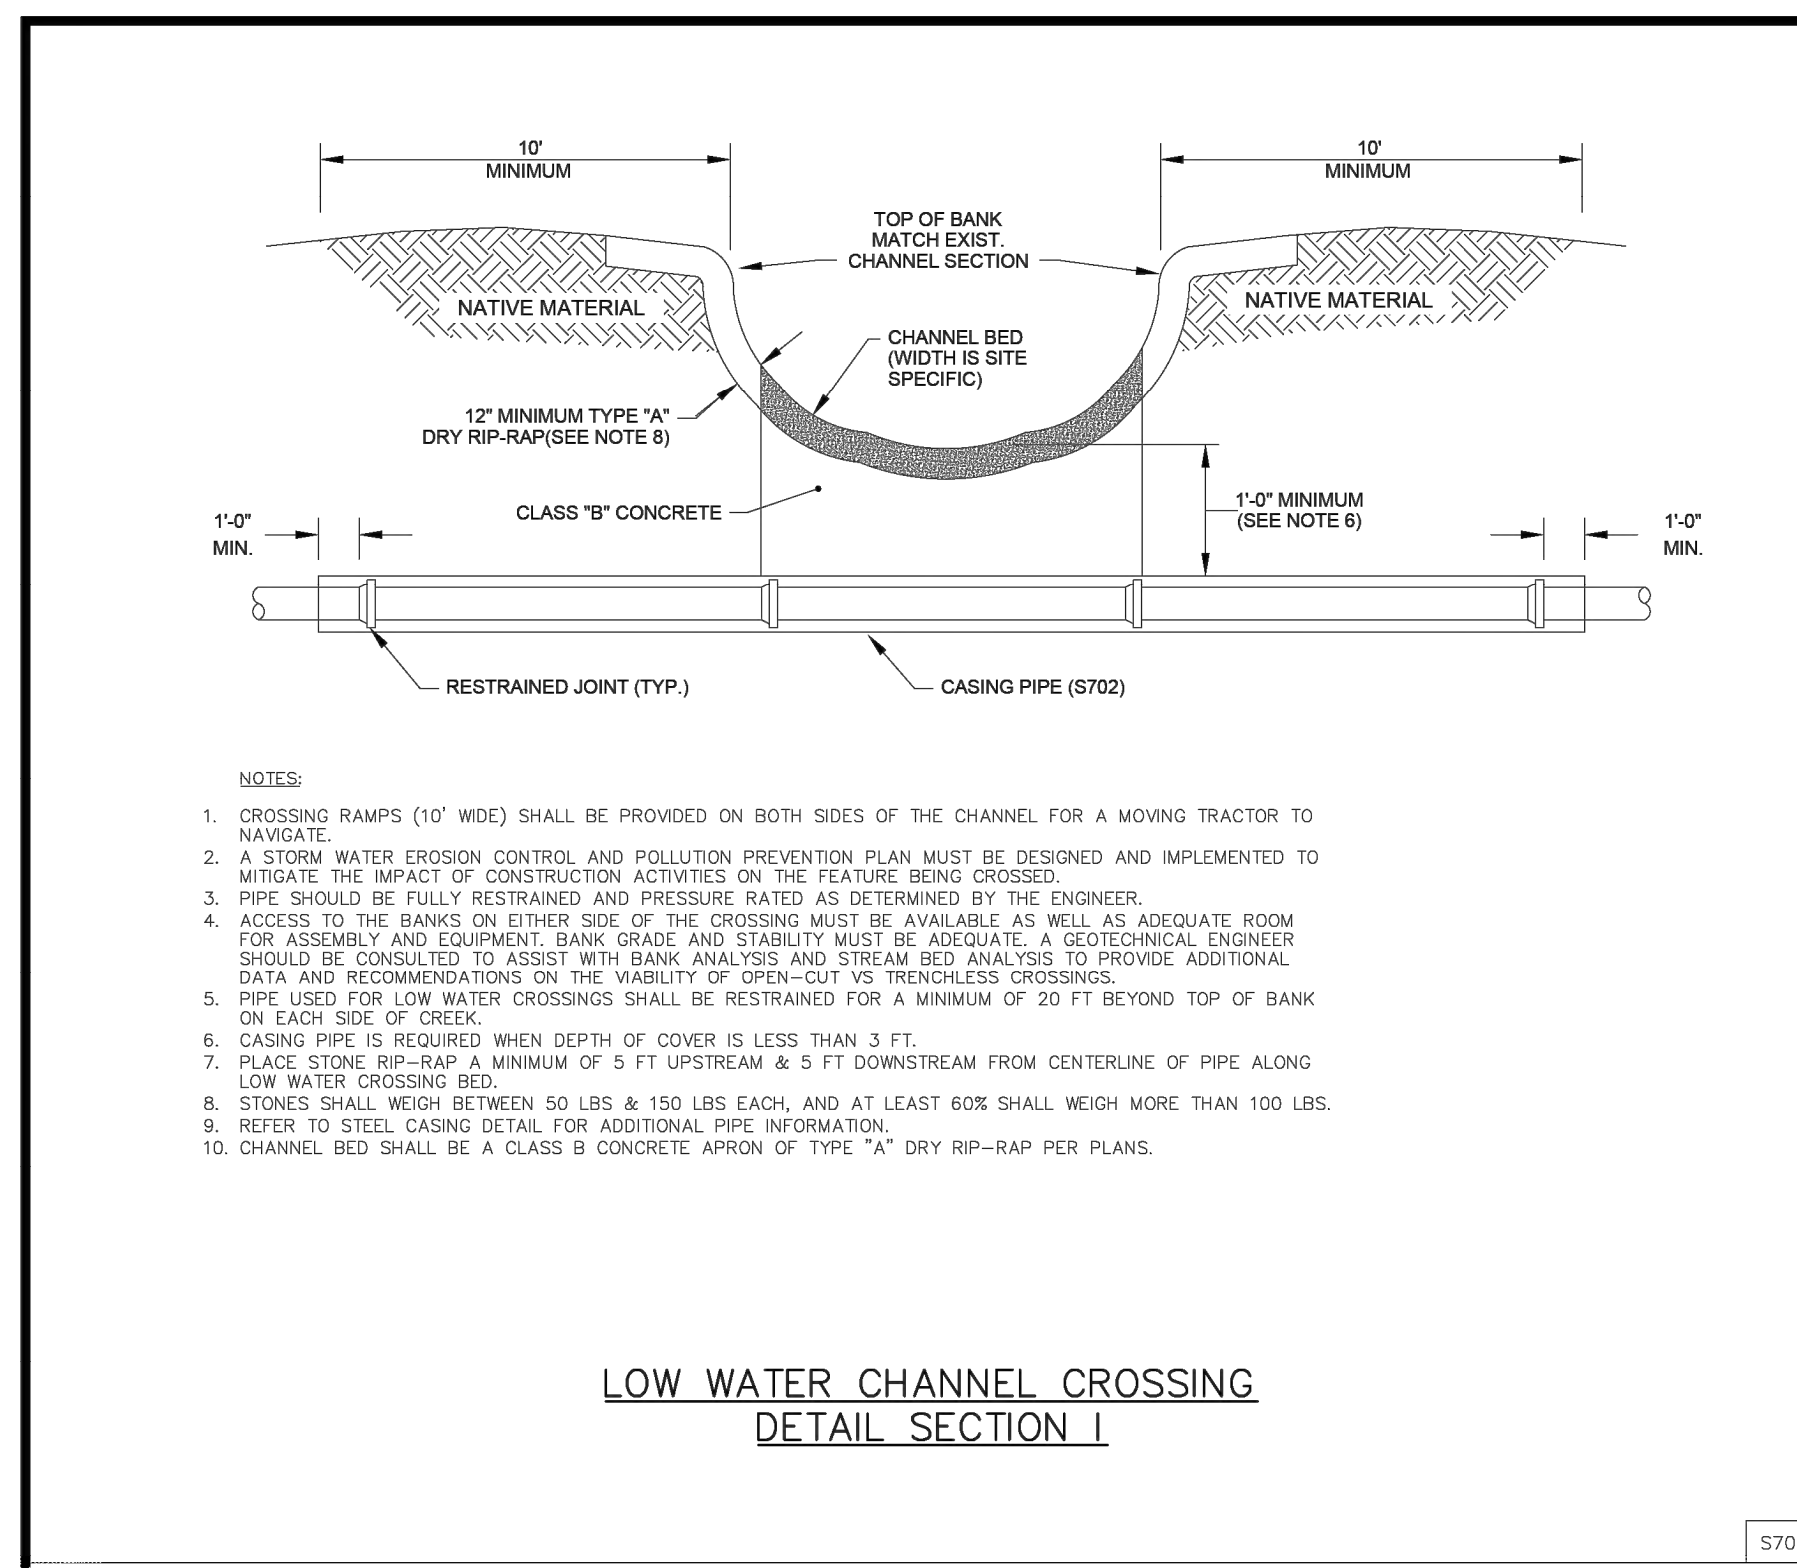 10'
MINIMUM
10'
MINIMUM
TOP OF BANK
MATCH EXIST.
CHANNEL SECTION
NATIVE MATERIAL
NATIVE MATERIAL
CHANNEL BED
(WIDTH IS SITE
SPECIFIC)
12" MINIMUM TYPE "A"
DRY RIP-RAP(SEE NOTE 8)
CLASS "B" CONCRETE
1'-0" MINIMUM
(SEE NOTE 6)
1'-0"
MIN.
1'-0"
MIN.
RESTRAINED JOINT (TYP.)
CASING PIPE (S702)
NOTES:
1. CROSSING RAMPS (10' WIDE) SHALL BE PROVIDED ON BOTH SIDES OF THE CHANNEL FOR A MOVING TRACTOR TO
NAVIGATE.
2. A STORM WATER EROSION CONTROL AND POLLUTION PREVENTION PLAN MUST BE DESIGNED AND IMPLEMENTED TO
MITIGATE THE IMPACT OF CONSTRUCTION ACTIVITIES ON THE FEATURE BEING CROSSED.
3. PIPE SHOULD BE FULLY RESTRAINED AND PRESSURE RATED AS DETERMINED BY THE ENGINEER.
4. ACCESS TO THE BANKS ON EITHER SIDE OF THE CROSSING MUST BE AVAILABLE AS WELL AS ADEQUATE ROOM
FOR ASSEMBLY AND EQUIPMENT. BANK GRADE AND STABILITY MUST BE ADEQUATE. A GEOTECHNICAL ENGINEER
SHOULD BE CONSULTED TO ASSIST WITH BANK ANALYSIS AND STREAM BED ANALYSIS TO PROVIDE ADDITIONAL
DATA AND RECOMMENDATIONS ON THE VIABILITY OF OPEN-CUT VS TRENCHLESS CROSSINGS.
5. PIPE USED FOR LOW WATER CROSSINGS SHALL BE RESTRAINED FOR A MINIMUM OF 20 FT BEYOND TOP OF BANK
ON EACH SIDE OF CREEK.
6. CASING PIPE IS REQUIRED WHEN DEPTH OF COVER IS LESS THAN 3 FT.
7. PLACE STONE RIP-RAP A MINIMUM OF 5 FT UPSTREAM & 5 FT DOWNSTREAM FROM CENTERLINE OF PIPE ALONG
LOW WATER CROSSING BED.
8. STONES SHALL WEIGH BETWEEN 50 LBS & 150 LBS EACH, AND AT LEAST 60% SHALL WEIGH MORE THAN 100 LBS.
9. REFER TO STEEL CASING DETAIL FOR ADDITIONAL PIPE INFORMATION.
10. CHANNEL BED SHALL BE A CLASS B CONCRETE APRON OF TYPE "A" DRY RIP-RAP PER PLANS.
LOW WATER CHANNEL CROSSING
DETAIL SECTION I
S70